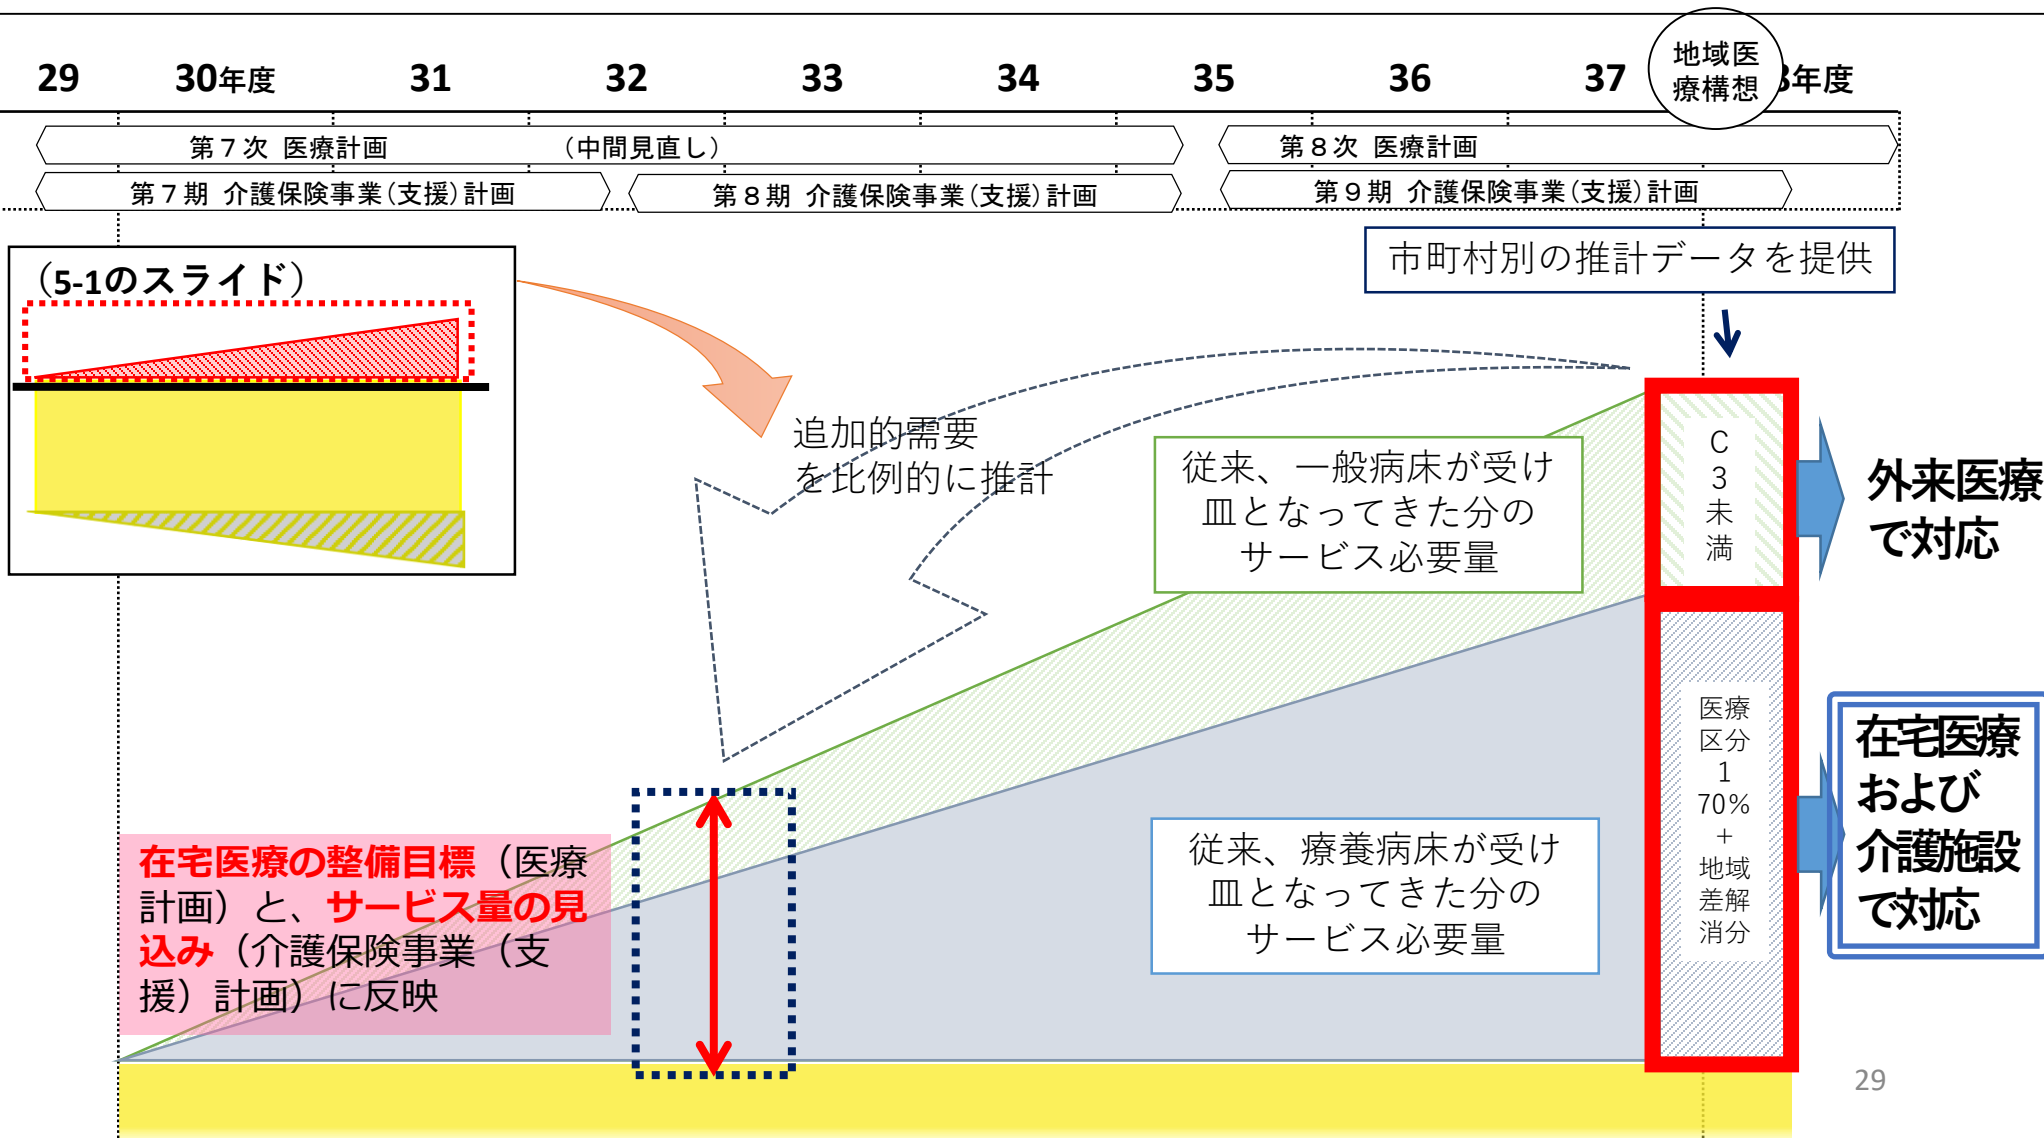 29 30年度 31 32 33 34 35 36 37 3年度
地域医
療構想
第７次 医療計画 （中間見直し） 第８次 医療計画
第７期 介護保険事業（支援）計画 第８期 介護保険事業（支援）計画 第９期 介護保険事業（支援）計画
（5-1のスライド）
市町村別の推計データを提供
追加的需要
を比例的に推計
従来、一般病床が受け
皿となってきた分の
サービス必要量
C
3
未
満
外来医療
で対応
医療
区分
1
70%
+
地域
差解
消分
在宅医療
および
介護施設
で対応
従来、療養病床が受け
皿となってきた分の
サービス必要量
在宅医療の整備目標（医療
計画）と、サービス量の見
込み（介護保険事業（支
援）計画）に反映
29